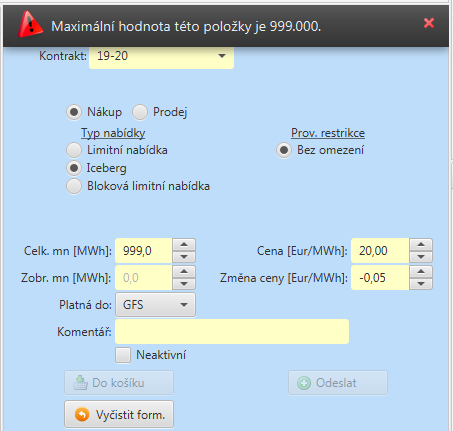 Maximální hodnota této položky je 999.000.
Kontrakt: 19-20
Nákup Prodej
Typ nabídky Prov. restrikce
Limitní nabídka Bez omezení
Iceberg
Bloková limitní nabídka
Celk. mn [MWh]: 999,0 Cena [Eur/MWh]: 20,00
Zobr. mn [MWh]: 0,0 Změna ceny [Eur/MWh]: -0,05
Platná do: GFS
Komentář:
Neaktivní
Do košíku Odeslat
Vyčistit form.